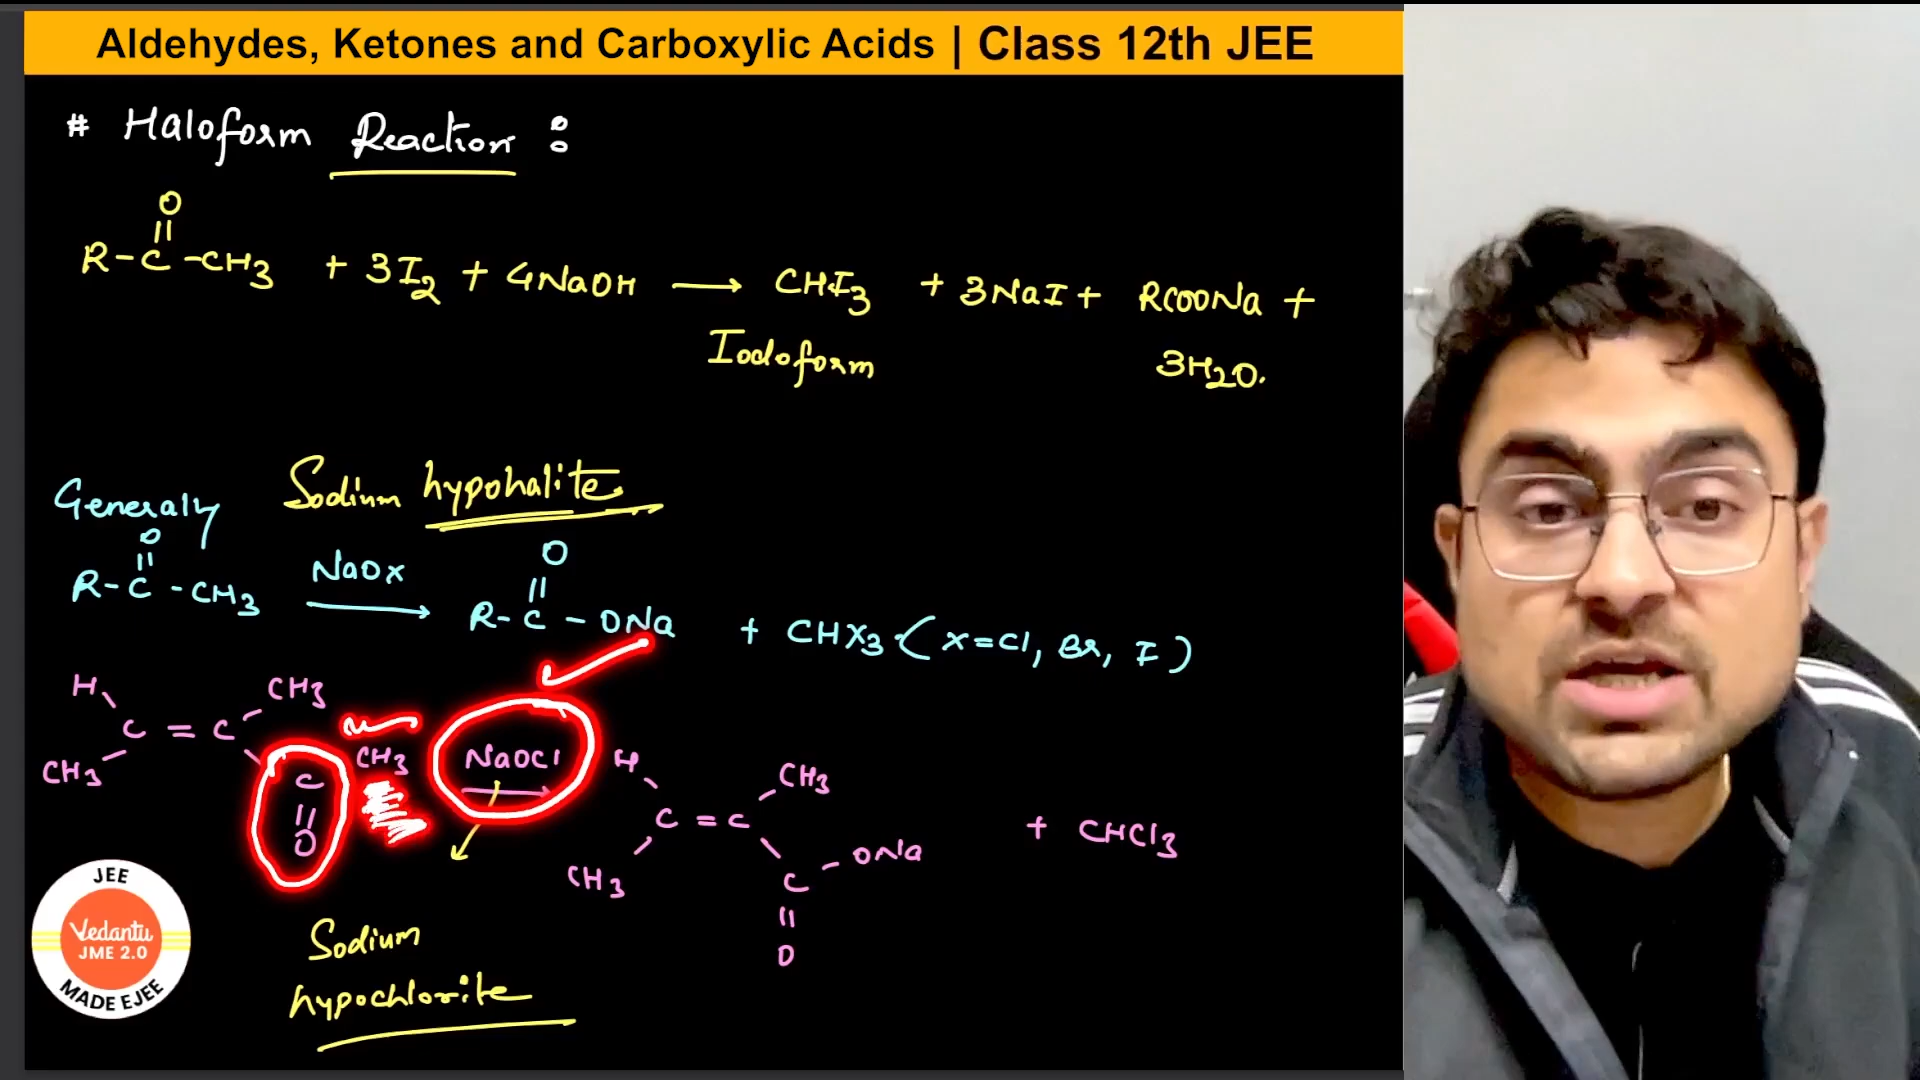 Aldehydes, Ketones and Carboxylic Acids | Class 12th JEE
# Haloform Reaction :
O
||
R-C-CH3 + 3I2 + 4NaOH ⟶ CHI3 + 3NaI + RCOONa +
Iodoform 3H2O.
Generaly Sodium hypohalite
O O
|| NaOX ||
R-C-CH3 ⟶ R-C-ONa + CHX3 (X=Cl, Br, I)
H CH3
C = C
CH3 C CH3 NaOCl
||
O
H CH3
C = C + CHCl3
CH3 C ONa
||
O
Sodium
hypochlorite
JEE
Vedantu
JME 2.0
MADE EJEE